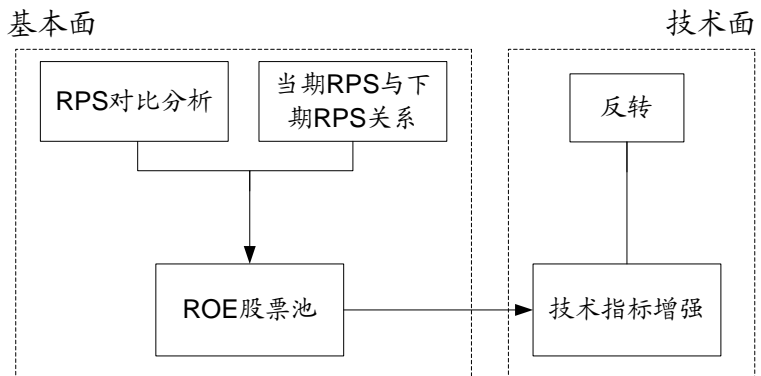 基本面
技术面
RPS对比分析
当期RPS与下
期RPS关系
反转
ROE股票池
技术指标增强